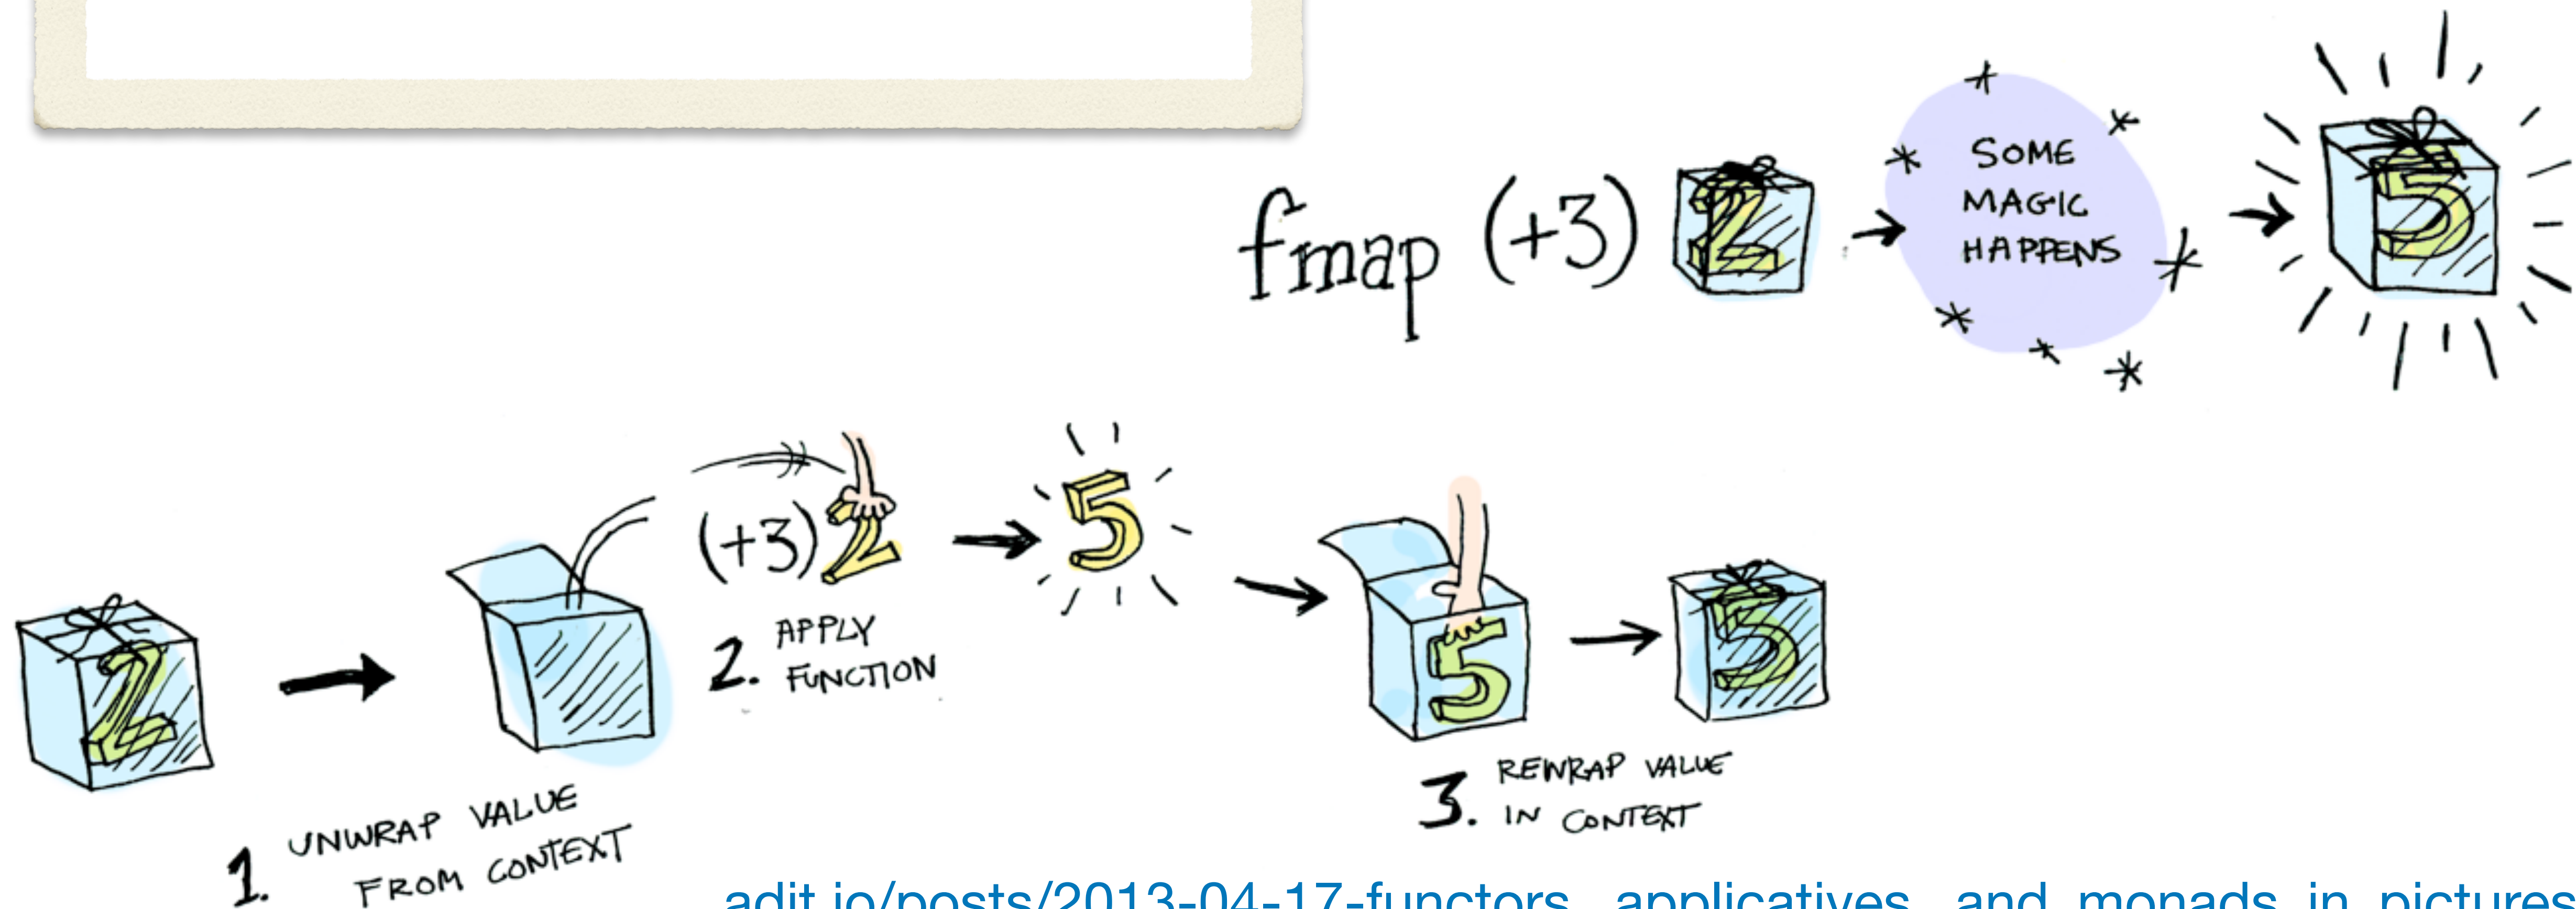 fmap (+3) 2 → SOME MAGIC HAPPENS → 5
2
(+3) 2 → 5
5
5
1. UNWRAP VALUE
FROM CONTEXT
2. APPLY
FUNCTION
3. REWRAP VALUE
IN CONTEXT
adit.io/posts/2013-04-17-functors,_applicatives,_and_monads_in_pictures